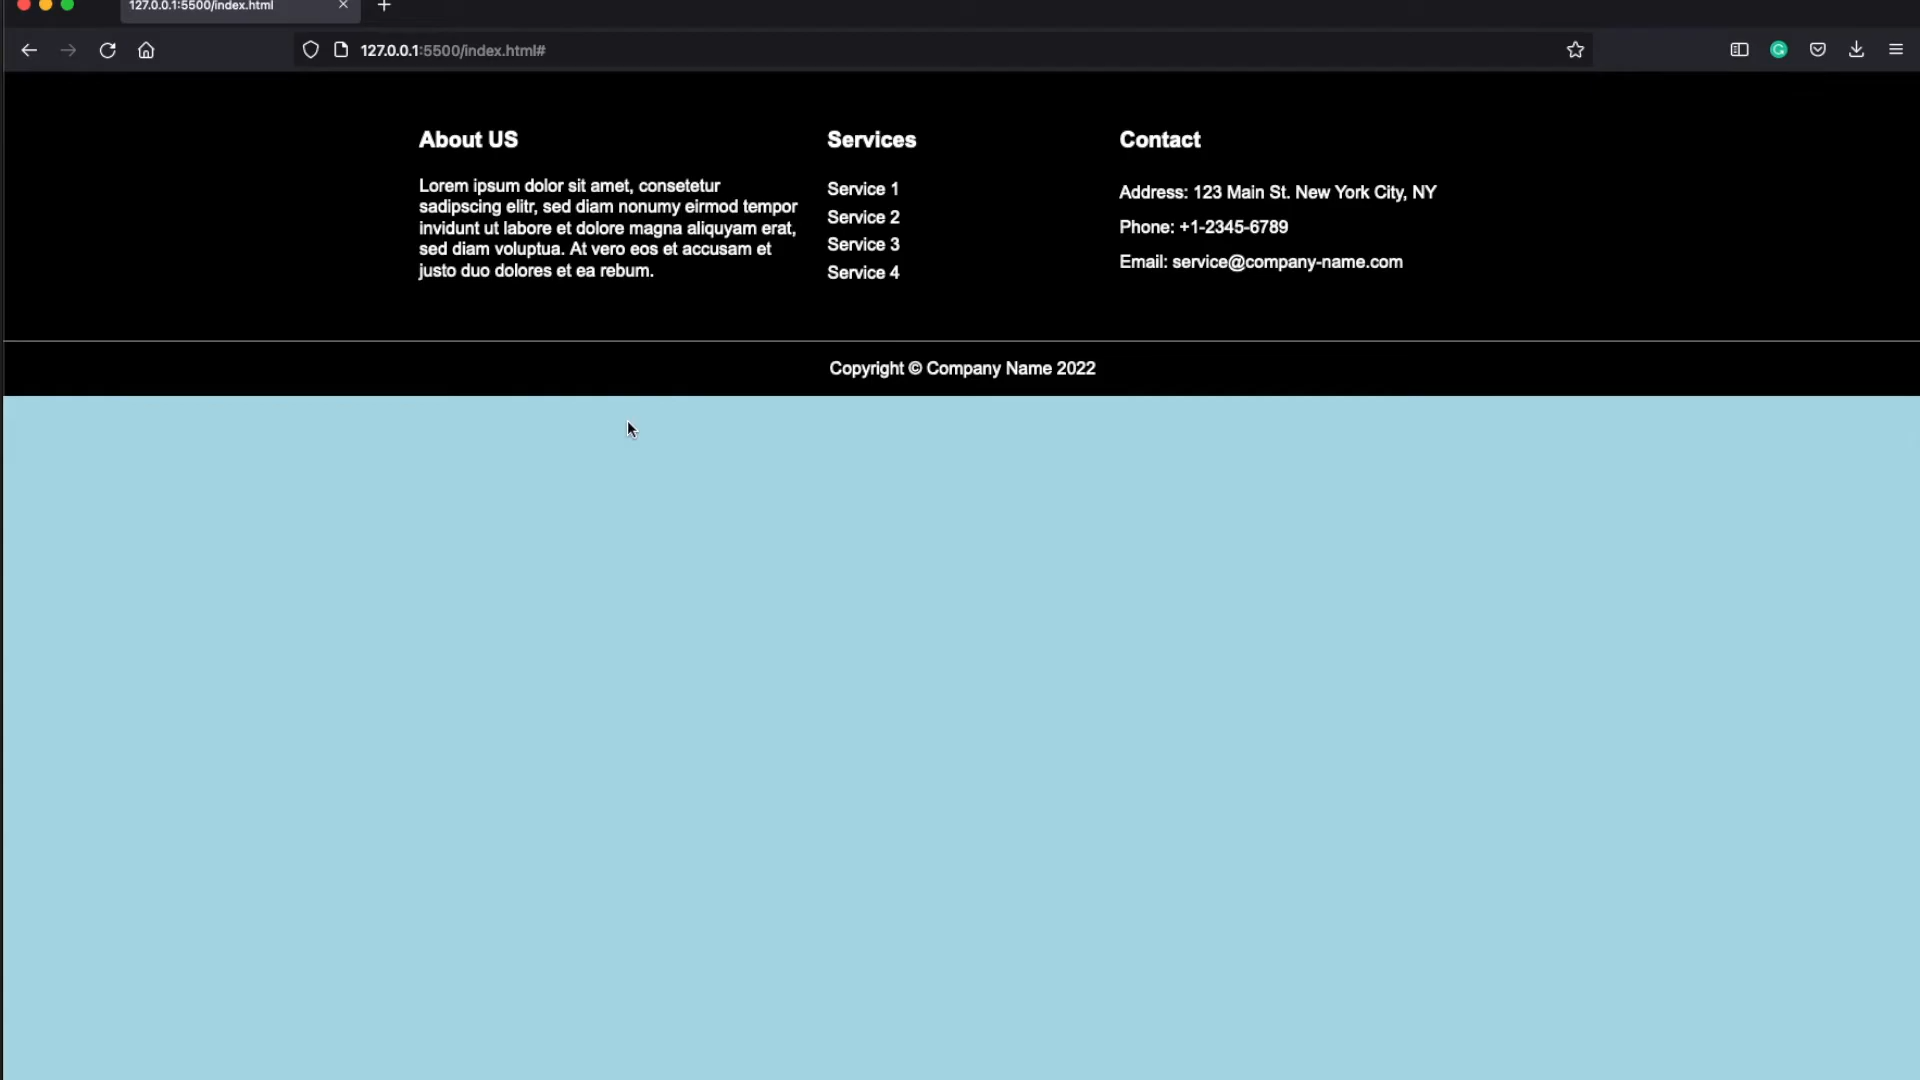 127.0.0.1:5500/index.html
127.0.0.1:5500/index.html#
About US
Lorem ipsum dolor sit amet, consetetur
sadipscing elitr, sed diam nonumy eirmod tempor
invidunt ut labore et dolore magna aliquyam erat,
sed diam voluptua. At vero eos et accusam et
justo duo dolores et ea rebum.
Services
Service 1
Service 2
Service 3
Service 4
Contact
Address: 123 Main St. New York City, NY
Phone: +1-2345-6789
Email: service@company-name.com
Copyright © Company Name 2022